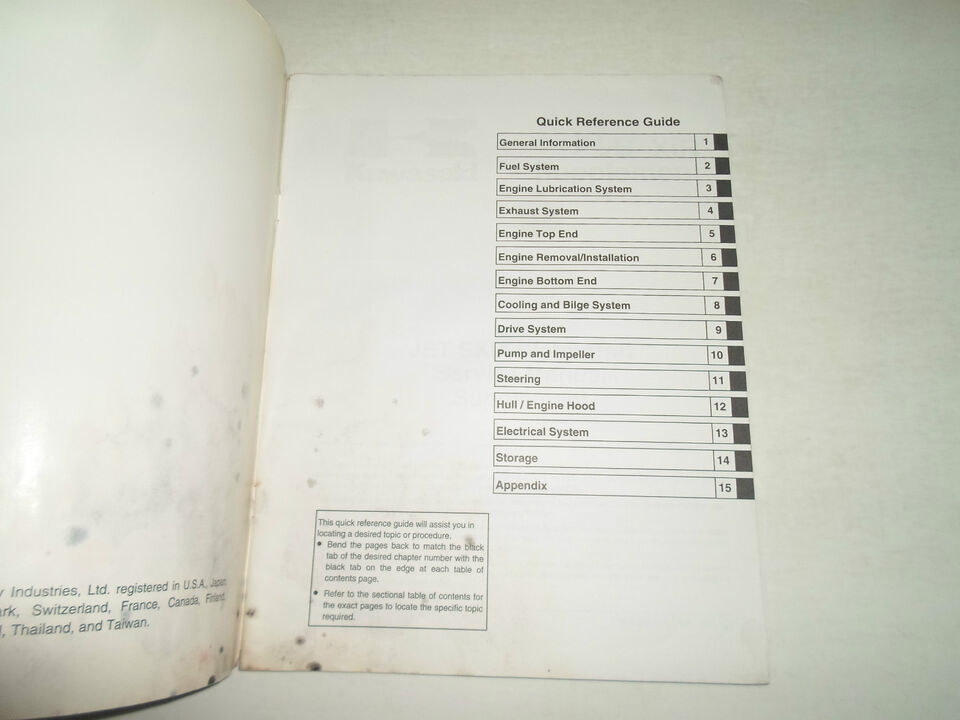 y Industries, Ltd. registered in U.S.A., Japan,
ark, Switzerland, France, Canada, Finland,
Thailand, and Taiwan.
Quick Reference Guide
General Information 1
Fuel System 2
Engine Lubrication System 3
Exhaust System 4
Engine Top End 5
Engine Removal/Installation 6
Engine Bottom End 7
Cooling and Bilge System 8
Drive System 9
Pump and Impeller 10
Steering 11
Hull / Engine Hood 12
Electrical System 13
Storage 14
Appendix 15
This quick reference guide will assist you in
locating a desired topic or procedure.
• Bend the pages back to match the black
tab of the desired chapter number with the
black tab on the edge at each table of
contents page.
• Refer to the sectional table of contents for
the exact pages to locate the specific topic
required.